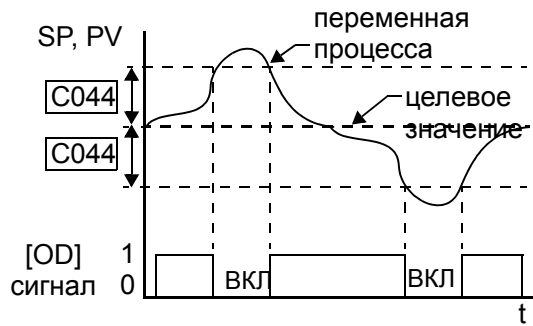 переменная
процесса
SP, PV
C044
целевое
значение
C044
[OD] 1
сигнал 0
ВКЛ ВКЛ
t